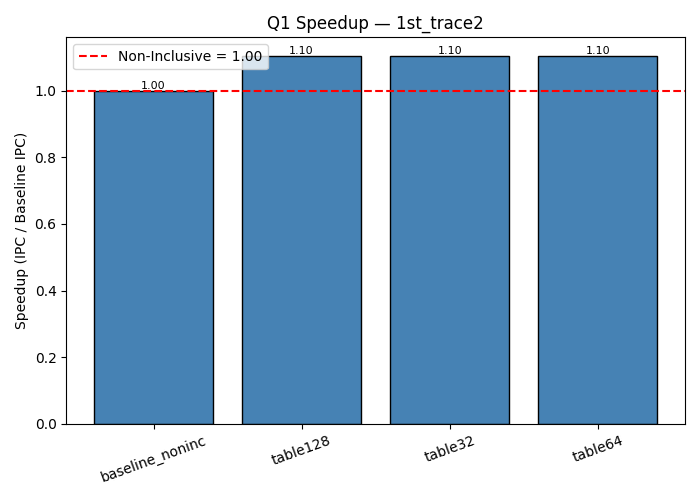 Q1 Speedup — 1st_trace2
Non-Inclusive = 1.00
1.00
1.10
1.10
1.10
Speedup (IPC / Baseline IPC)
1.0
0.8
0.6
0.4
0.2
0.0
baseline_noninc
table128
table32
table64